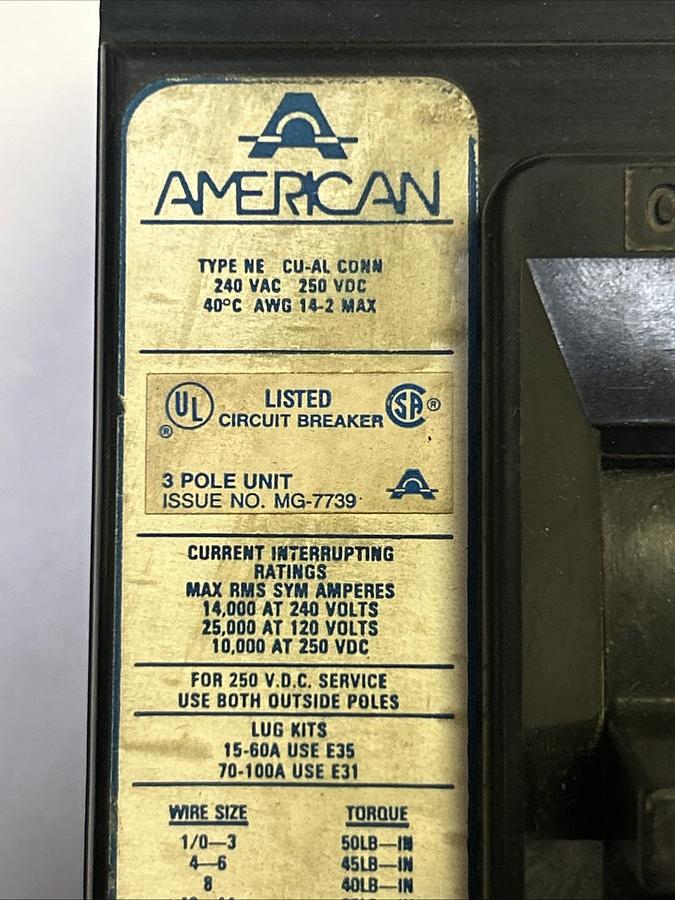 AMERICAN
TYPE NE CU-AL CONN
240 VAC 250 VDC
40°C AWG 14-2 MAX
UL ® LISTED SA ®
CIRCUIT BREAKER
3 POLE UNIT
ISSUE NO. MG-7739
CURRENT INTERRUPTING
RATINGS
MAX RMS SYM AMPERES
14,000 AT 240 VOLTS
25,000 AT 120 VOLTS
10,000 AT 250 VDC
FOR 250 V.D.C. SERVICE
USE BOTH OUTSIDE POLES
LUG KITS
15-60A USE E35
70-100A USE E31
WIRE SIZE TORQUE
1/0—3 50LB—IN
4—6 45LB—IN
8 40LB—IN